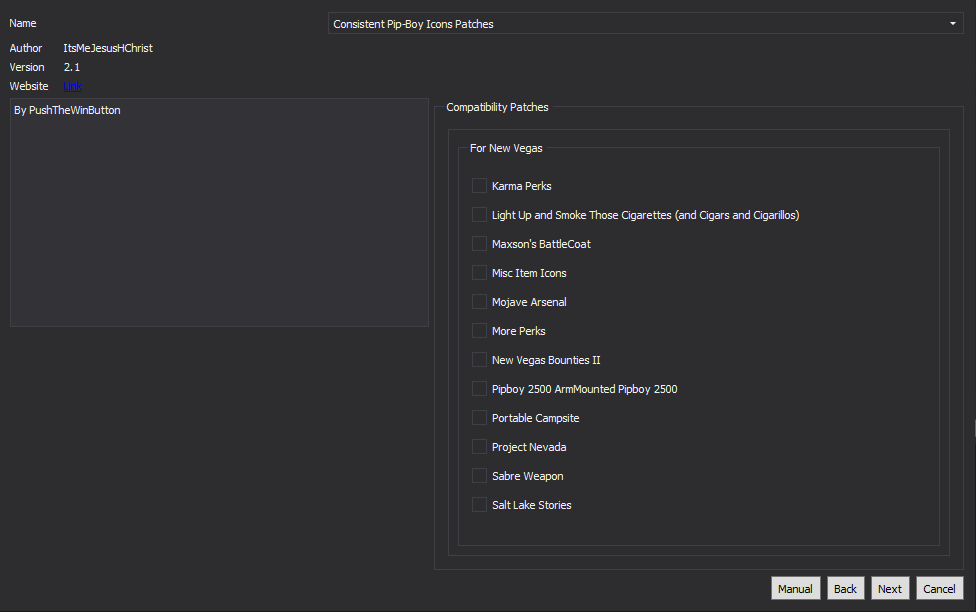 Name
Consistent Pip-Boy Icons Patches
Author ItsMeJesusHChrist
Version 2.1
Website Link
By PushTheWinButton
Compatibility Patches
For New Vegas
Karma Perks
Light Up and Smoke Those Cigarettes (and Cigars and Cigarillos)
Maxson's BattleCoat
Misc Item Icons
Mojave Arsenal
More Perks
New Vegas Bounties II
Pipboy 2500 ArmMounted Pipboy 2500
Portable Campsite
Project Nevada
Sabre Weapon
Salt Lake Stories
Manual Back Next Cancel